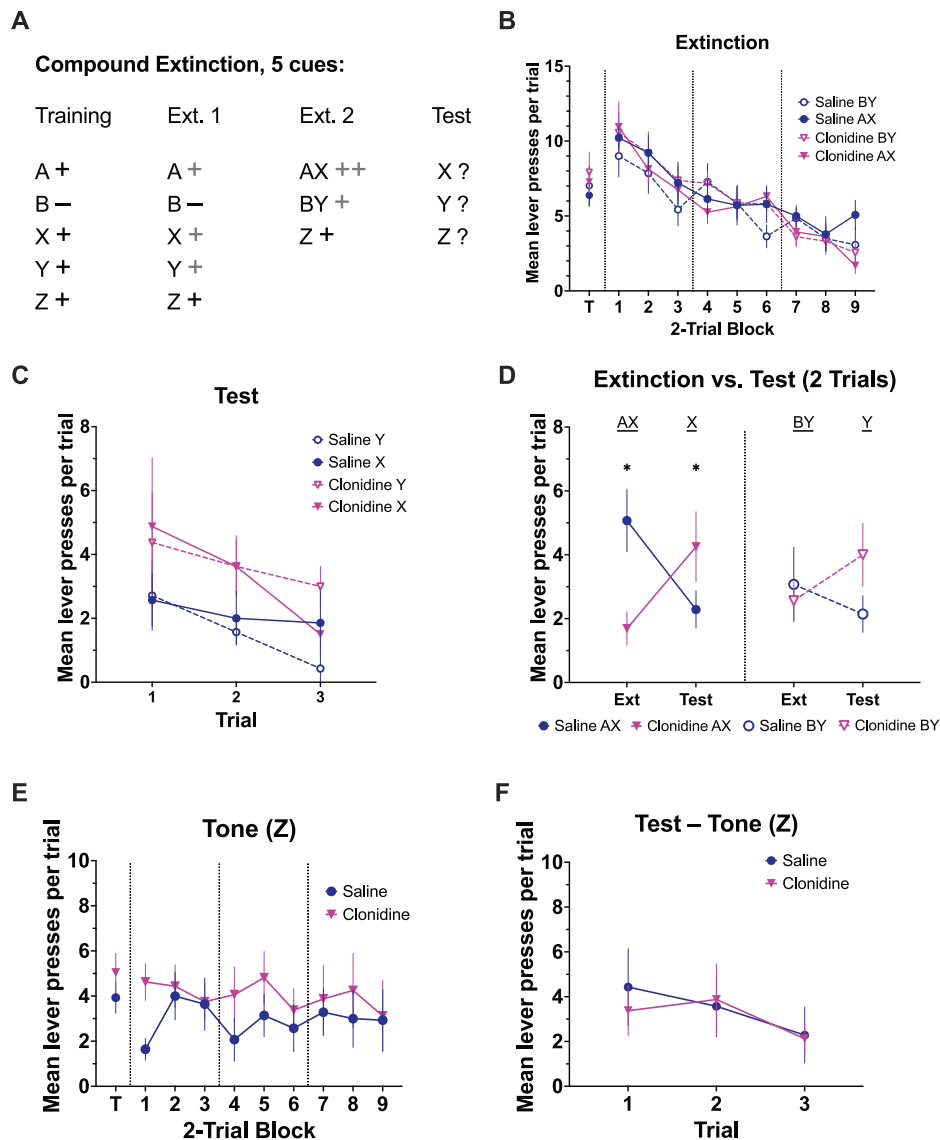 A
Compound Extinction, 5 cues:
Training Ext. 1 Ext. 2 Test
A + A + AX ++ X ?
B – B – BY + Y ?
X + X + Z + Z ?
Y + Y +
Z + Z +
B
Extinction
Mean lever presses per trial
15
10
5
0
Saline BY
Saline AX
Clonidine BY
Clonidine AX
T 1 2 3 4 5 6 7 8 9
2-Trial Block
C
Test
Mean lever presses per trial
8
6
4
2
0
Saline Y
Saline X
Clonidine Y
Clonidine X
1 2 3
Trial
D
Extinction vs. Test (2 Trials)
Mean lever presses per trial
8
6
4
2
0
AX X BY Y
* *
Ext Test Ext Test
Saline AX Clonidine AX Saline BY Clonidine BY
E
Tone (Z)
Mean lever presses per trial
10
8
6
4
2
0
Saline
Clonidine
T 1 2 3 4 5 6 7 8 9
2-Trial Block
F
Test – Tone (Z)
Mean lever presses per trial
10
8
6
4
2
0
Saline
Clonidine
1 2 3
Trial